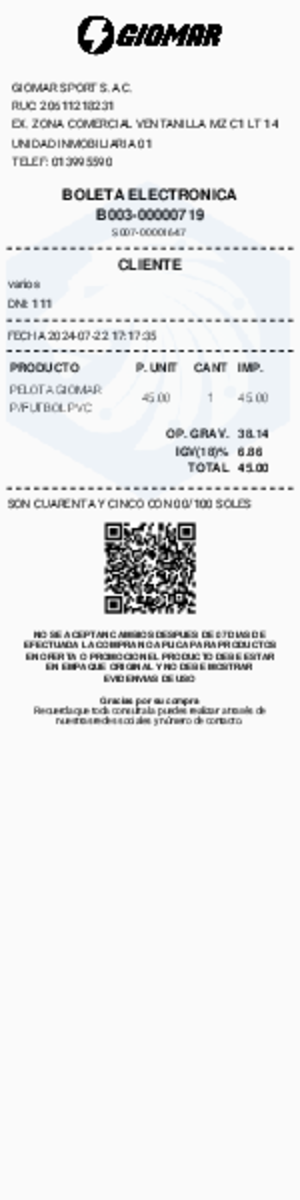 GIOMAR
GIOMAR SPORT S. A C.
RUC 20611218231
EX. ZONA COMERCIAL VENTANILLA MZ C1 LT 14
UNIDAD INMOBILIARIA 01
TELEF: 013995590
BOLETA ELECTRONICA
B003-00000719
S007-00001647
CLIENTE
varios
DNI: 111
FECHA 2024-07-22 17:17:35
PRODUCTO P. UNIT CANT IMP.
PELOTA GIOMAR P/FUTBOL PVC 45.00 1 45.00
OP. GRAV. 38.14
IGV(18)% 6.86
TOTAL 45.00
SON CUARENTA Y CINCO CON 00/100 SOLES
NO SE ACEPTAN CAMBIOS DESPUES DE 07 DIAS DE
EFECTUADA LA COMPRA NO APLICA PARA PRODUCTOS
EN OFERTA O PROMOCION EL PRODUCTO DEBE ESTAR
EN EMPAQUE ORIGINAL Y NO DEBE MOSTRAR
EVIDENVIAS DE USO
Gracias por su compra
Recuerda que toda consulta la puedes realizar a través de
nuestras redes sociales y número de contacto